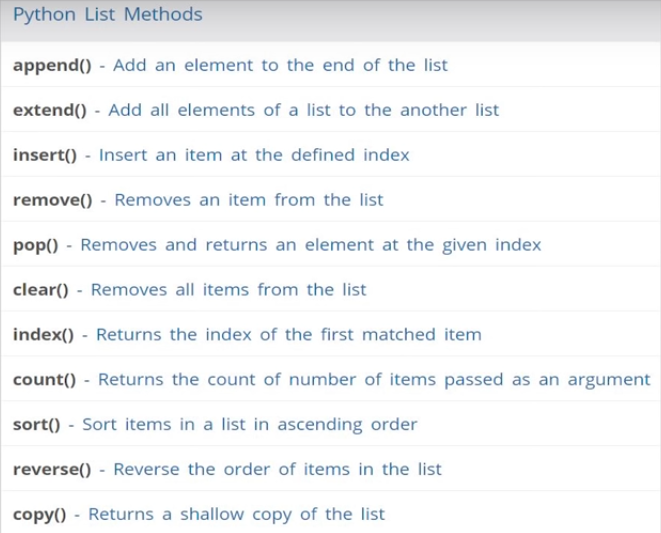 Python List Methods
append() - Add an element to the end of the list
extend() - Add all elements of a list to the another list
insert() - Insert an item at the defined index
remove() - Removes an item from the list
pop() - Removes and returns an element at the given index
clear() - Removes all items from the list
index() - Returns the index of the first matched item
count() - Returns the count of number of items passed as an argument
sort() - Sort items in a list in ascending order
reverse() - Reverse the order of items in the list
copy() - Returns a shallow copy of the list